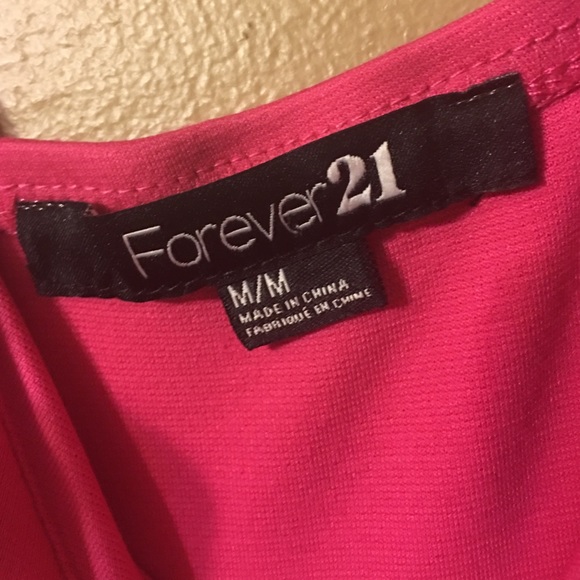 Forever21
M/M
MADE IN CHINA
FABRIQUÉ EN CHINE